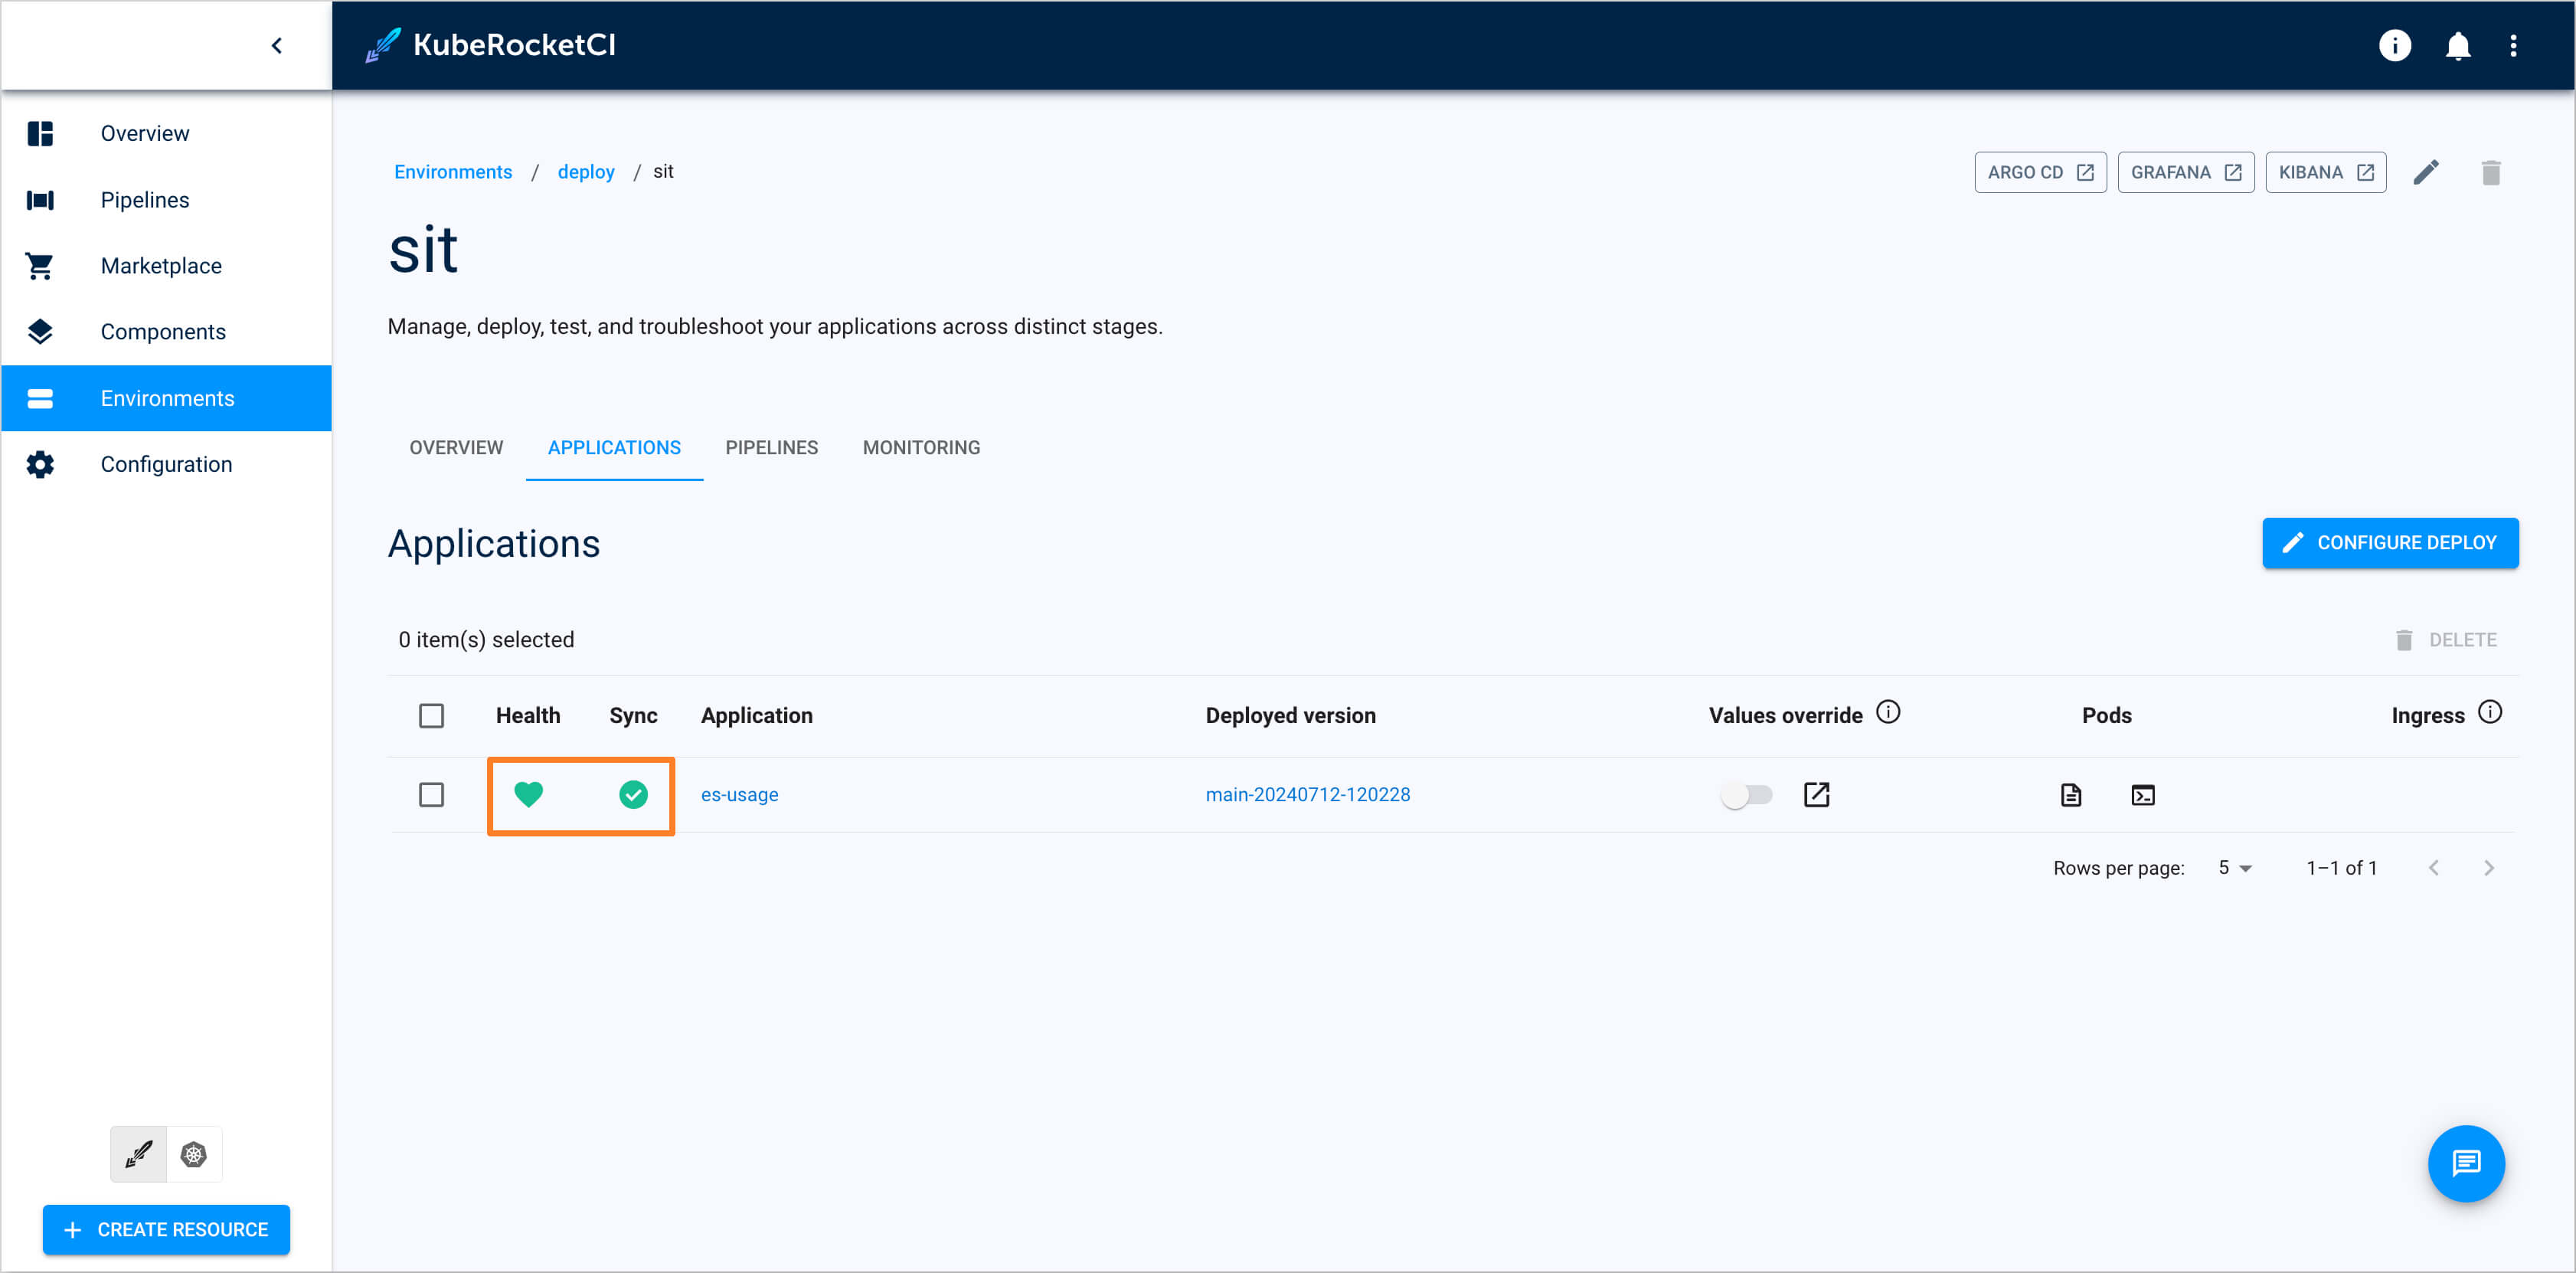 KubeRocketCI
Overview
Pipelines
Marketplace
Components
Environments
Configuration
CREATE RESOURCE
Environments / deploy / sit
ARGO CD
GRAFANA
KIBANA
sit
Manage, deploy, test, and troubleshoot your applications across distinct stages.
OVERVIEW APPLICATIONS PIPELINES MONITORING
Applications
CONFIGURE DEPLOY
0 item(s) selected
DELETE
Health Sync Application Deployed version Values override Pods Ingress
es-usage main-20240712-120228
Rows per page: 5 1–1 of 1